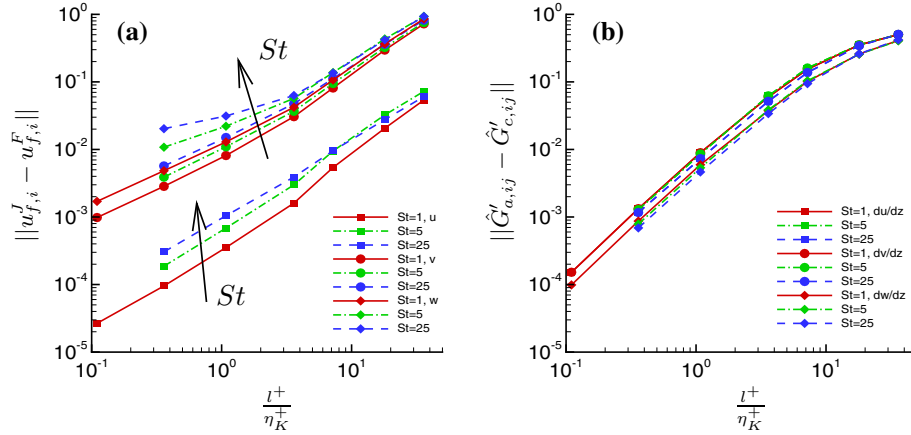 (a)
||u^J_{f,i} − u^F_{f,i}||
10^0
10^{-1}
10^{-2}
10^{-3}
10^{-4}
10^{-5}
10^{-1}
10^0
10^1
l^+
η_K^+
St
St
St=1, u
St=5
St=25
St=1, v
St=5
St=25
St=1, w
St=5
St=25
(b)
||Ĝ'_{a,ij} − Ĝ'_{c,ij}||
10^0
10^{-1}
10^{-2}
10^{-3}
10^{-4}
10^{-5}
10^{-1}
10^0
10^1
l^+
η_K^+
St=1, du/dz
St=5
St=25
St=1, dv/dz
St=5
St=25
St=1, dw/dz
St=5
St=25